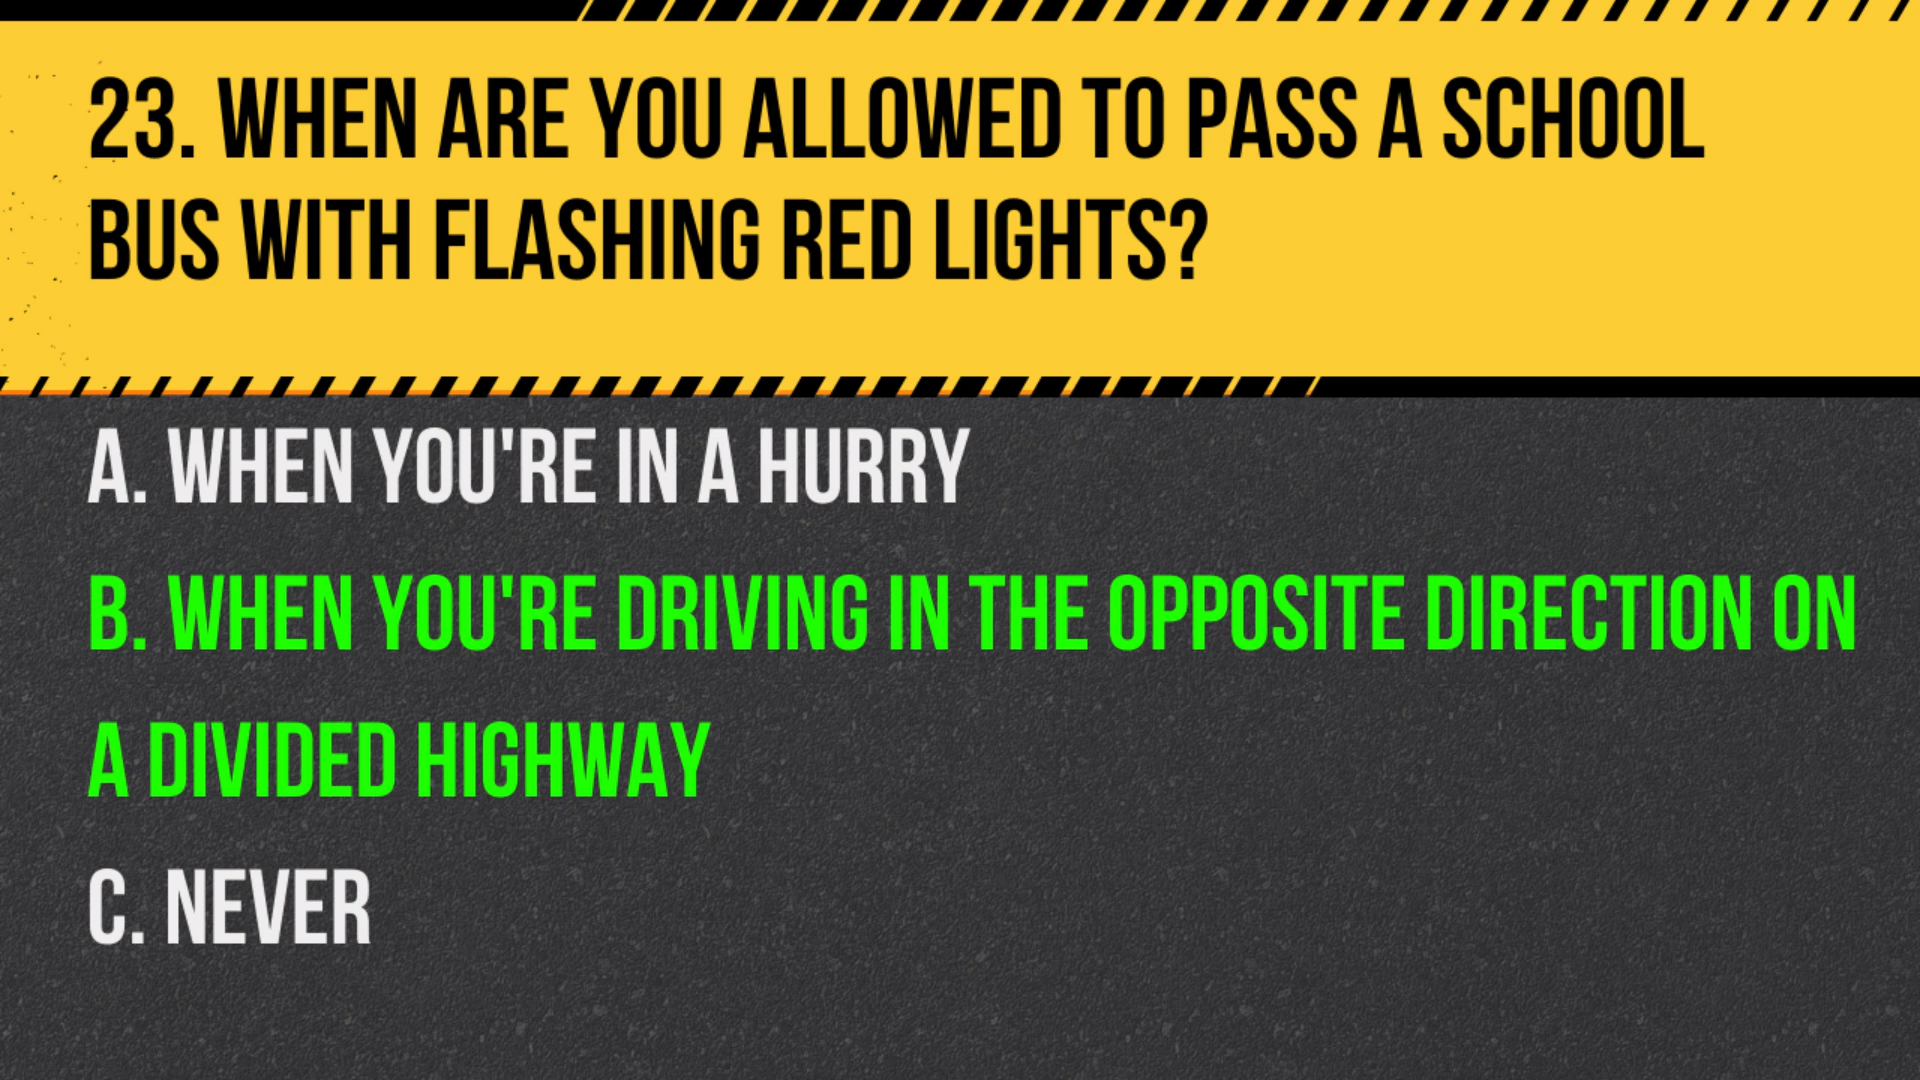 23. WHEN ARE YOU ALLOWED TO PASS A SCHOOL
BUS WITH FLASHING RED LIGHTS?
A. WHEN YOU'RE IN A HURRY
B. WHEN YOU'RE DRIVING IN THE OPPOSITE DIRECTION ON
A DIVIDED HIGHWAY
C. NEVER